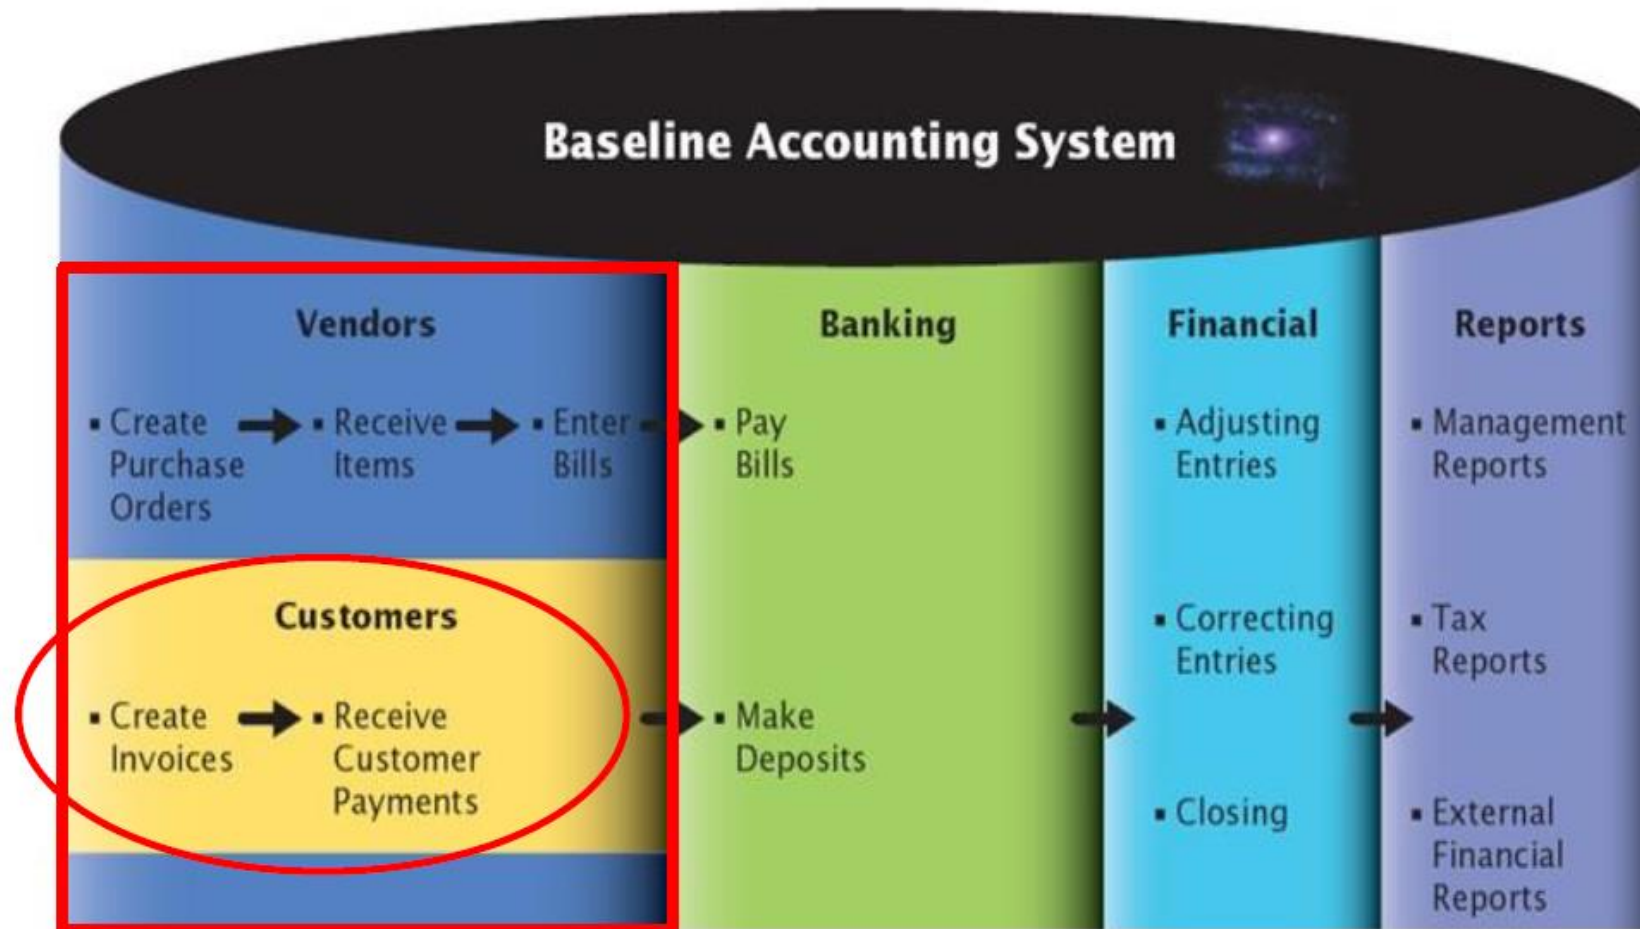 Baseline Accounting System
Vendors
▪ Create
Purchase
Orders
▪ Receive
Items
▪ Enter
Bills
Banking
▪ Pay
Bills
Financial
▪ Adjusting
Entries
Reports
▪ Management
Reports
Customers
▪ Create
Invoices
▪ Receive
Customer
Payments
▪ Make
Deposits
▪ Correcting
Entries
▪ Closing
▪ Tax
Reports
▪ External
Financial
Reports